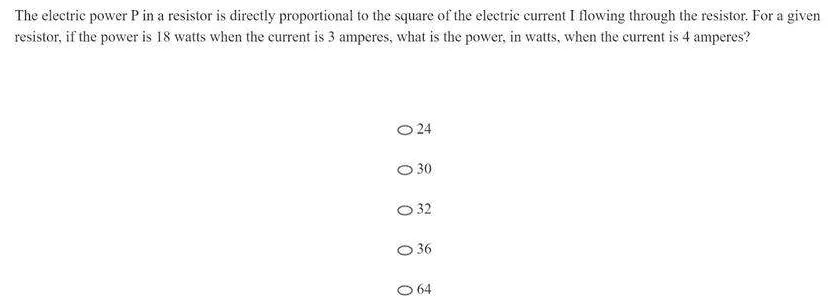 The electric power P in a resistor is directly proportional to the square of the electric current I flowing through the resistor. For a given
resistor, if the power is 18 watts when the current is 3 amperes, what is the power, in watts, when the current is 4 amperes?
24
30
32
36
64